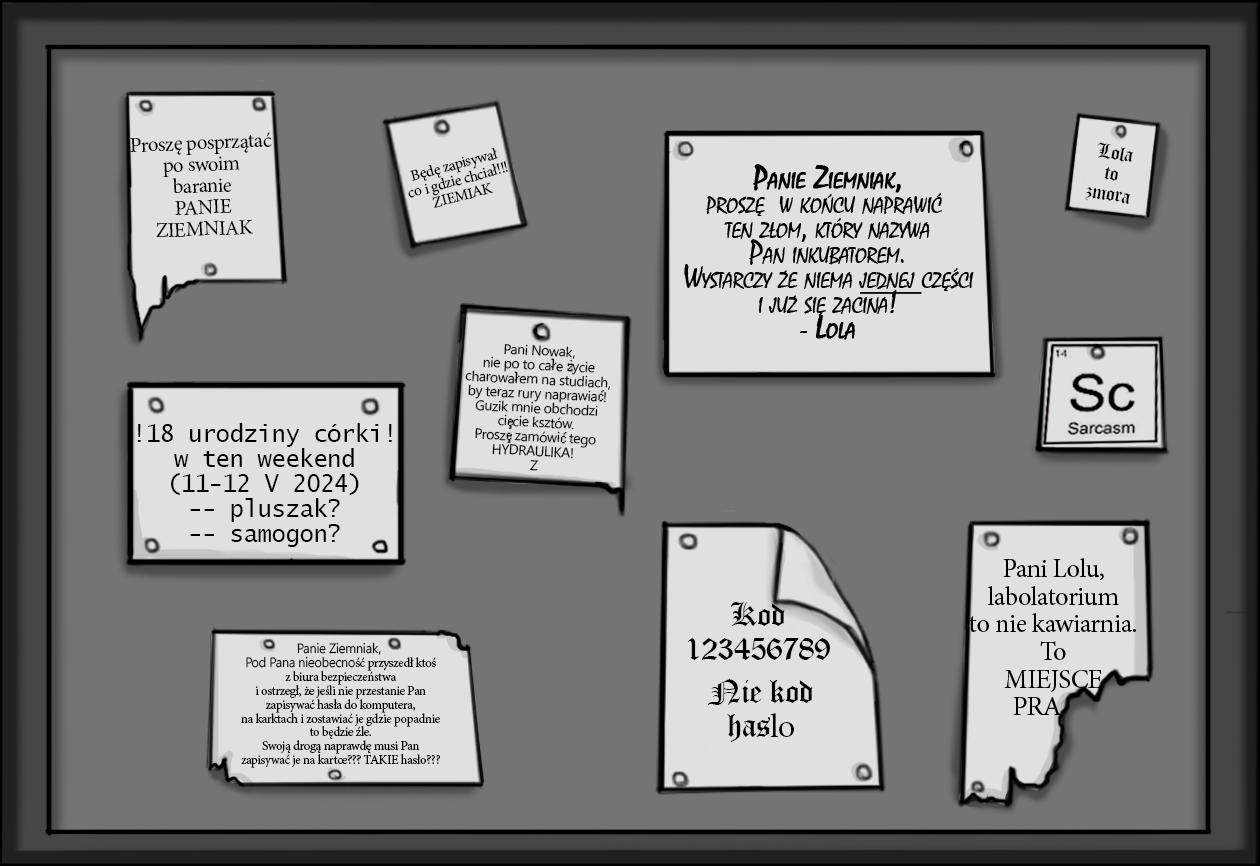 Proszę posprzątać
po swoim
baranie
PANIE
ZIEMNIAK
Będę zapisywał
co i gdzie chciał!!!
ZIEMIAK
Panie Ziemniak,
proszę w końcu naprawić
ten złom, który nazywa
Pan inkubatorem.
Wystarczy że niema jednej części
i już się zacina!
- Lola
Lola
to
zmora
Pani Nowak,
nie po to całe życie
charowałem na studiach,
by teraz rury naprawiać!
Guzik mnie obchodzi
cięcie ksztów.
Proszę zamówić tego
HYDRAULIKA!
Z
14
Sc
Sarcasm
!18 urodziny córki!
w ten weekend
(11-12 V 2024)
-- pluszak?
-- samogon?
Kod
123456789
Nie kod
hasło
Pani Lolu,
labolatorium
to nie kawiarnia.
To
MIEJSCE
PRA
Panie Ziemniak,
Pod Pana nieobecność przyszedł ktoś
z biura bezpieczeństwa
i ostrzegł, że jeśli nie przestanie Pan
zapisywać hasła do komputera,
na karktach i zostawiać je gdzie popadnie
to będzie źle.
Swoją drogą naprawdę musi Pan
zapisywać je na kartce??? TAKIE hasło???